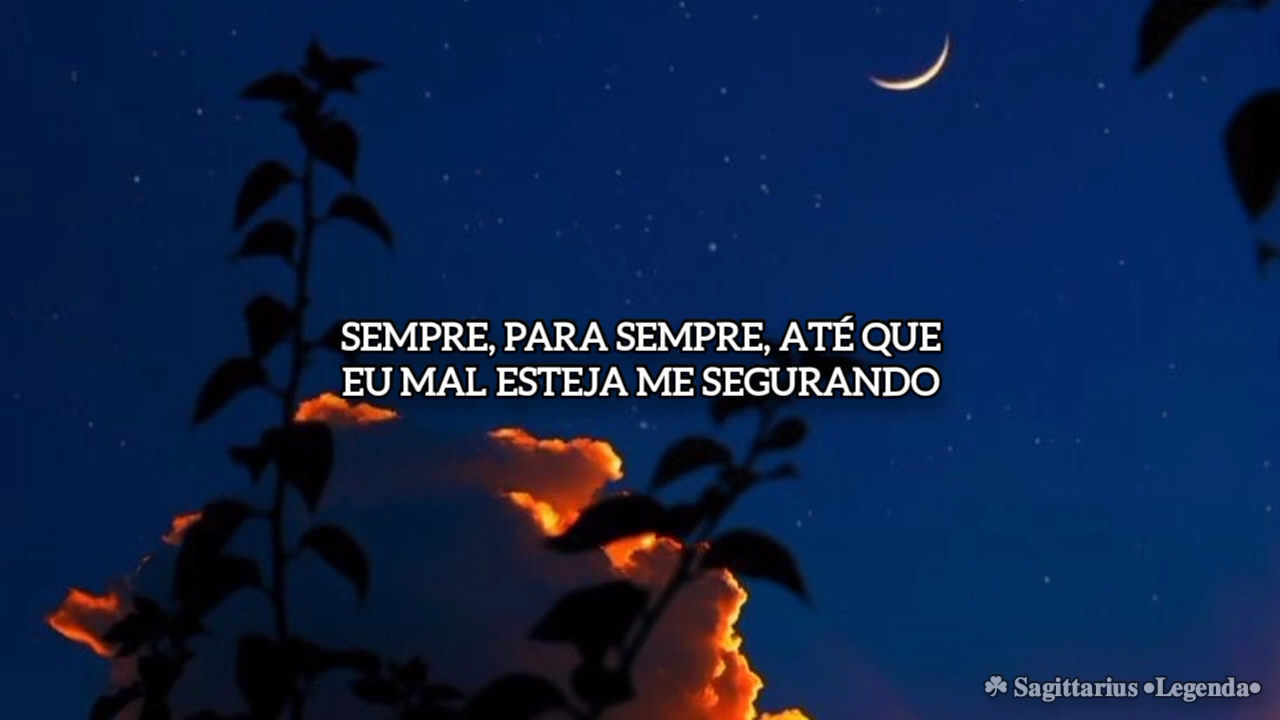 SEMPRE, PARA SEMPRE, ATÉ QUE
EU MAL ESTEJA ME SEGURANDO
☘ Sagittarius •Legenda•